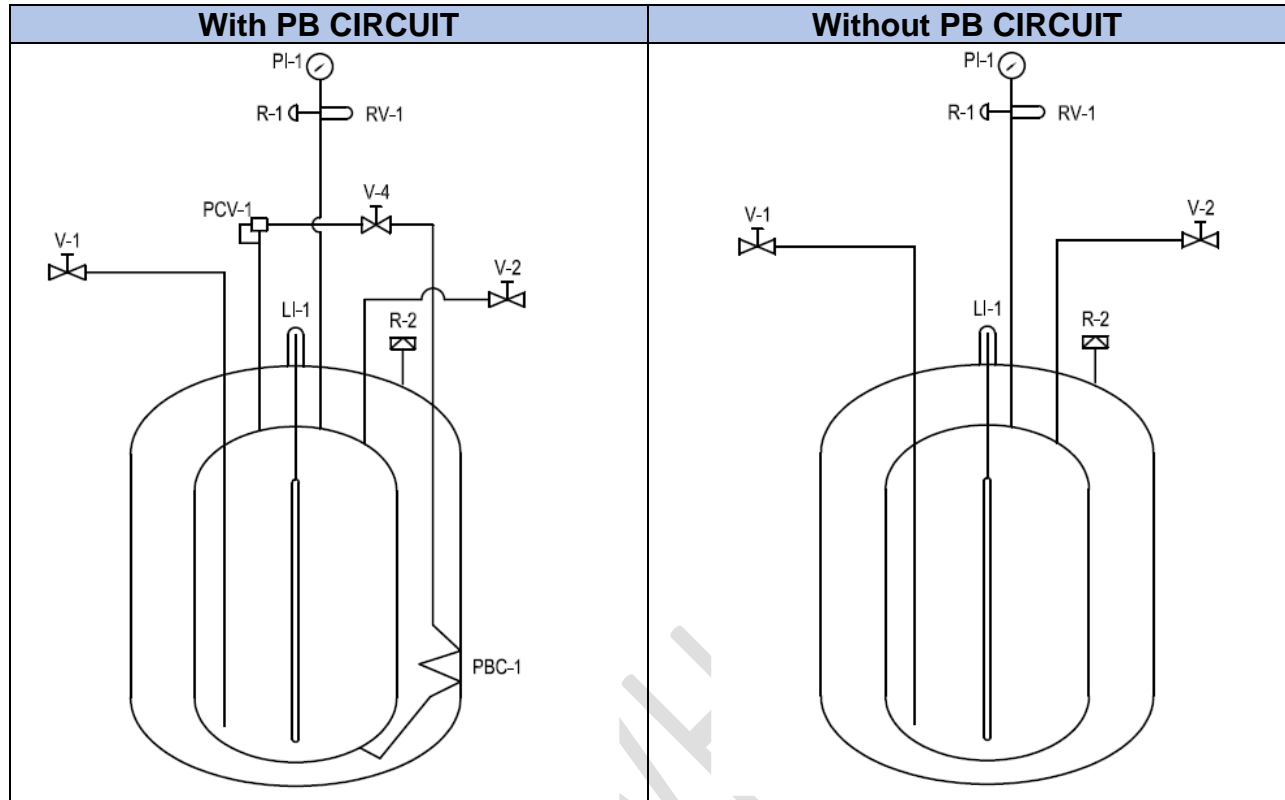 With PB CIRCUIT
PI-1
R-1 RV-1
V-4
PCV-1
V-1
V-2
LI-1
R-2
PBC-1
Without PB CIRCUIT
PI-1
R-1 RV-1
V-1
V-2
LI-1
R-2